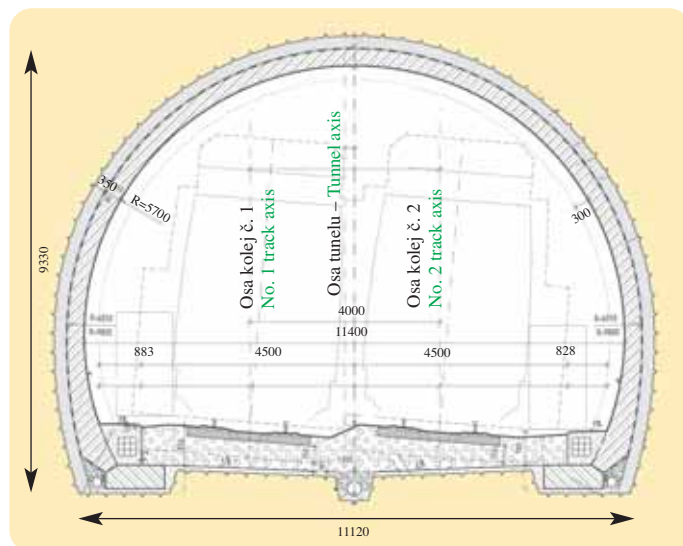 350
R=5700
300
9330
Osa kolej č. 1
No. 1 track axis
Osa tunelu – Tunnel axis
Osa kolej č. 2
No. 2 track axis
4000
11400
883
4500
4500
828
11120